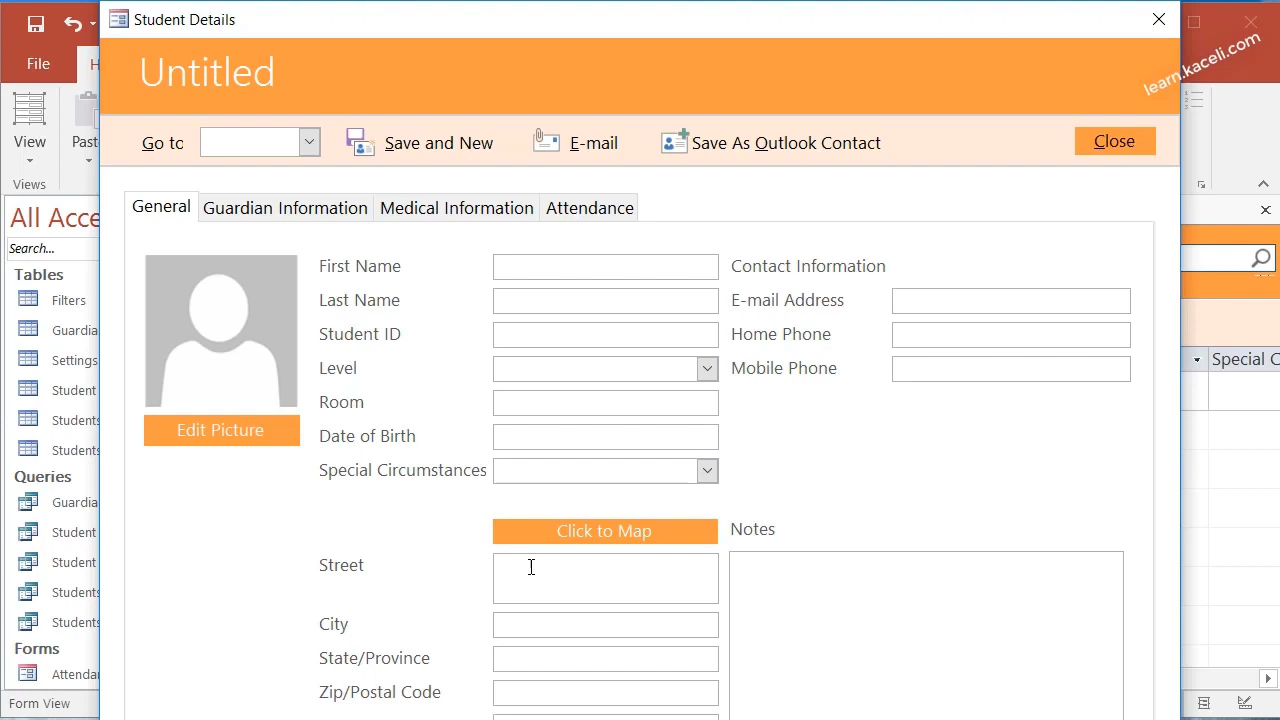 Student Details
Untitled
learn.kaceli.com
File
H
Go to
Save and New
E-mail
Save As Outlook Contact
Close
View
Past
Views
General
Guardian Information
Medical Information
Attendance
All Acce
Search...
Tables
Filters
Guardia
Settings
Student
Students
Students
Queries
Guardia
Student
Student
Students
Students
Forms
Attendan
Form View
Edit Picture
First Name
Last Name
Student ID
Level
Room
Date of Birth
Special Circumstances
Click to Map
Street
City
State/Province
Zip/Postal Code
Contact Information
E-mail Address
Home Phone
Mobile Phone
Notes
Special C